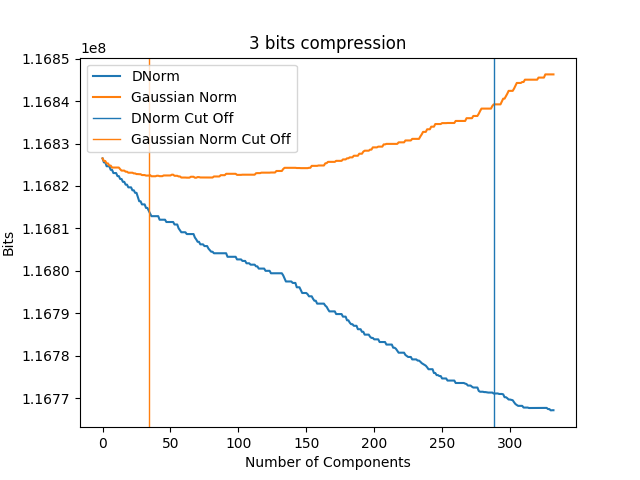 3 bits compression
1e8
1.1685
1.1684
1.1683
1.1682
1.1681
1.1680
1.1679
1.1678
1.1677
Bits
DNorm
Gaussian Norm
DNorm Cut Off
Gaussian Norm Cut Off
0 50 100 150 200 250 300
Number of Components